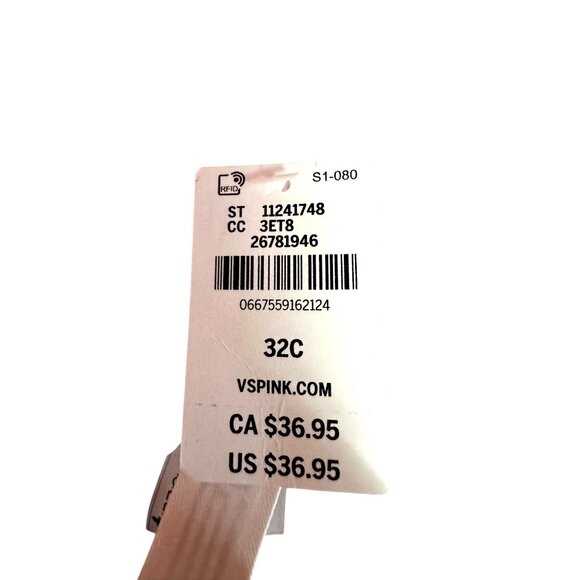 RFID
S1-080
ST 11241748
CC 3ET8
26781946
0667559162124
32C
VSPINK.COM
CA $36.95
US $36.95